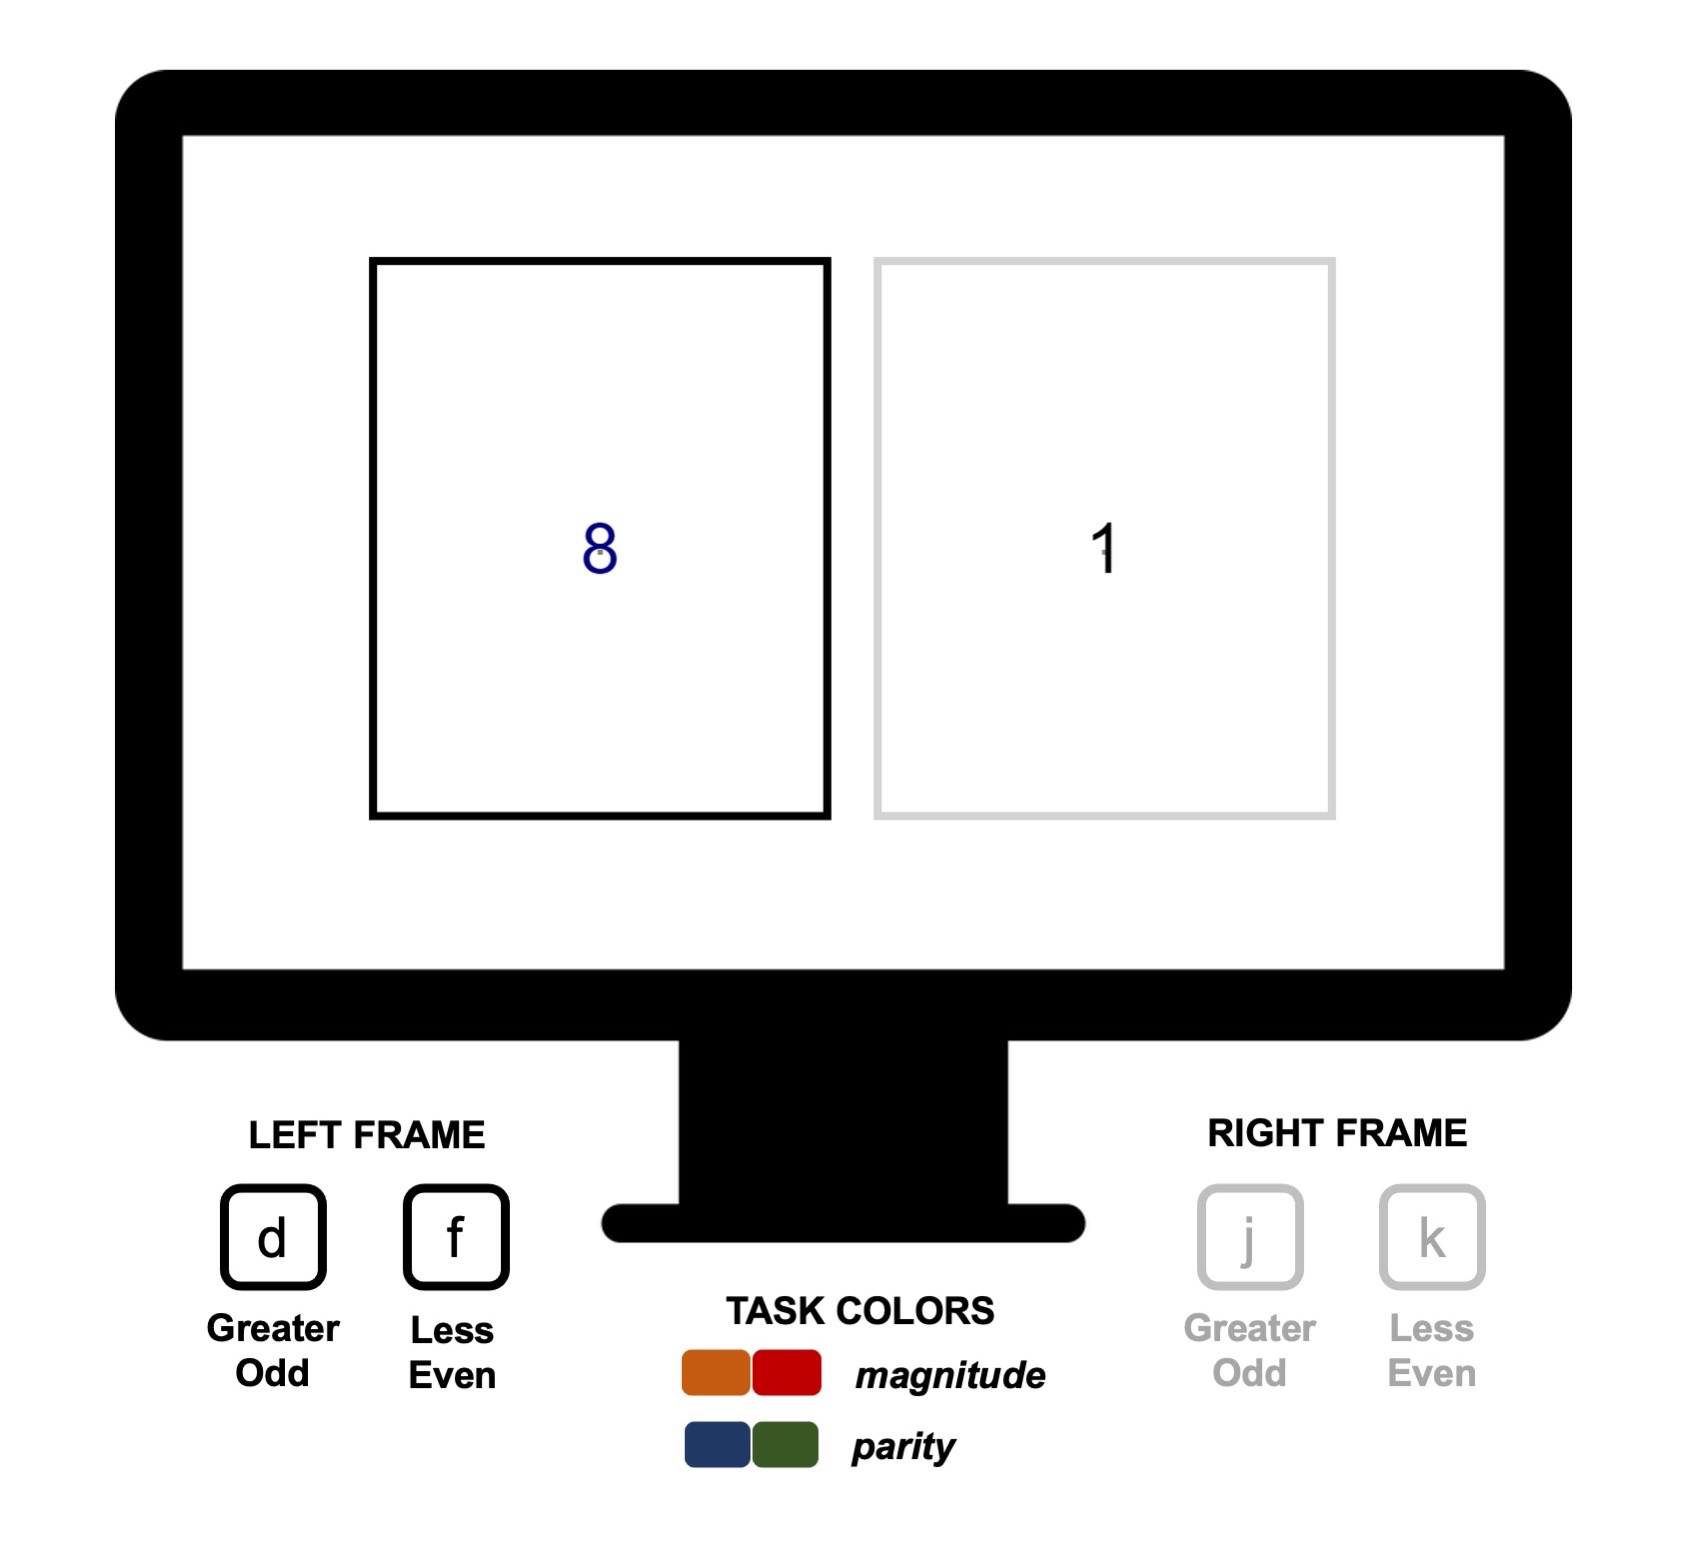 8
1
LEFT FRAME
d
f
Greater
Odd
Less
Even
RIGHT FRAME
j
k
Greater
Odd
Less
Even
TASK COLORS
magnitude
parity